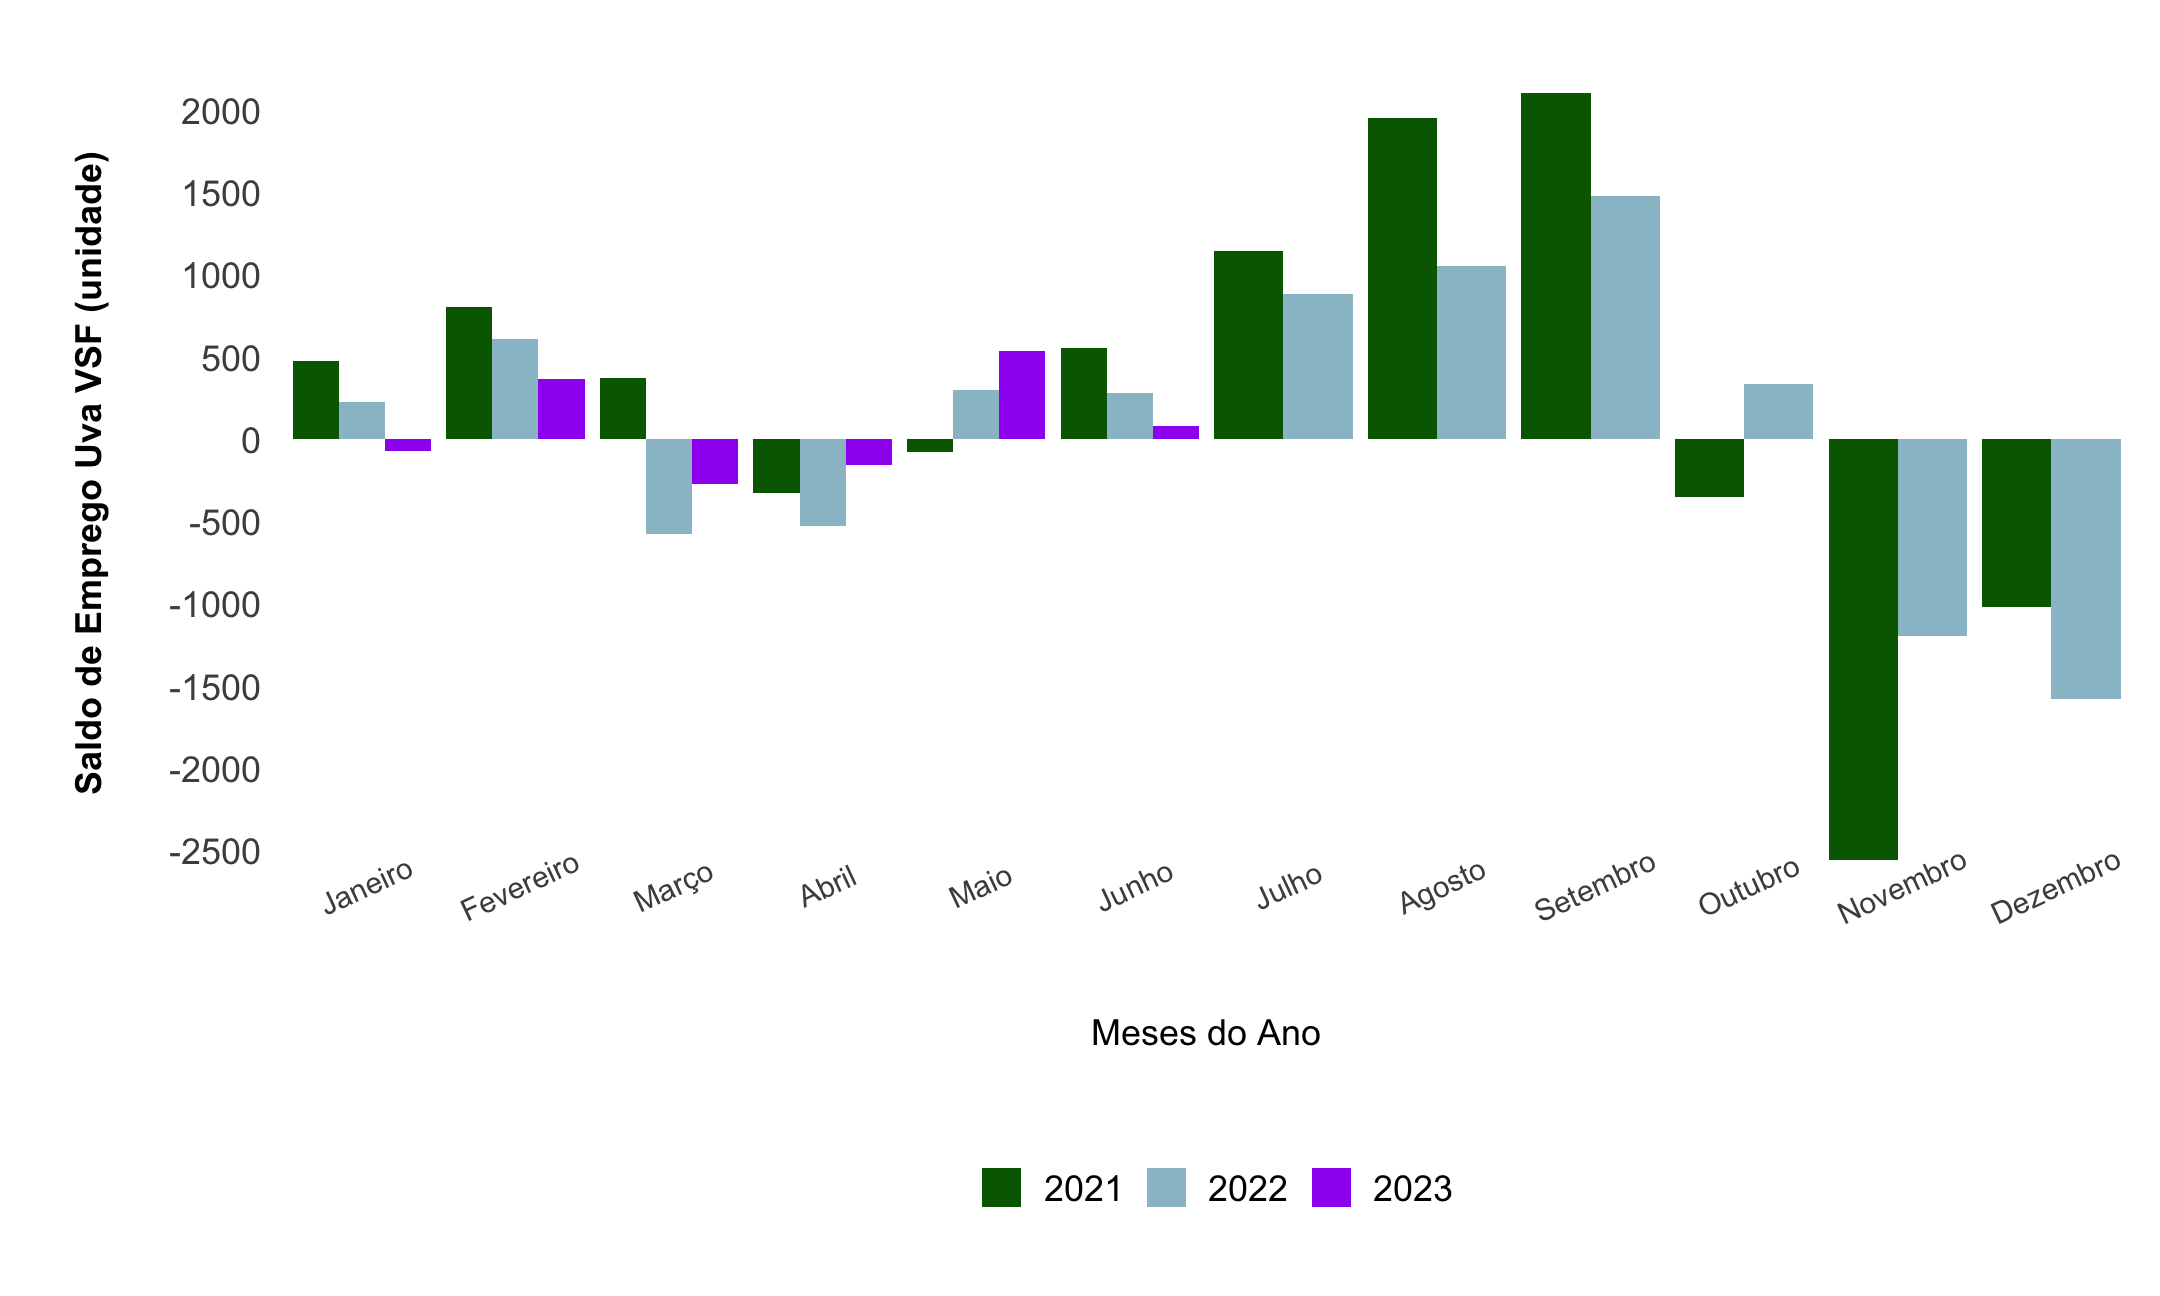 Saldo de Emprego Uva VSF (unidade)
2000
1500
1000
500
0
-500
-1000
-1500
-2000
-2500
Janeiro
Fevereiro
Março
Abril
Maio
Junho
Julho
Agosto
Setembro
Outubro
Novembro
Dezembro
Meses do Ano
2021 2022 2023